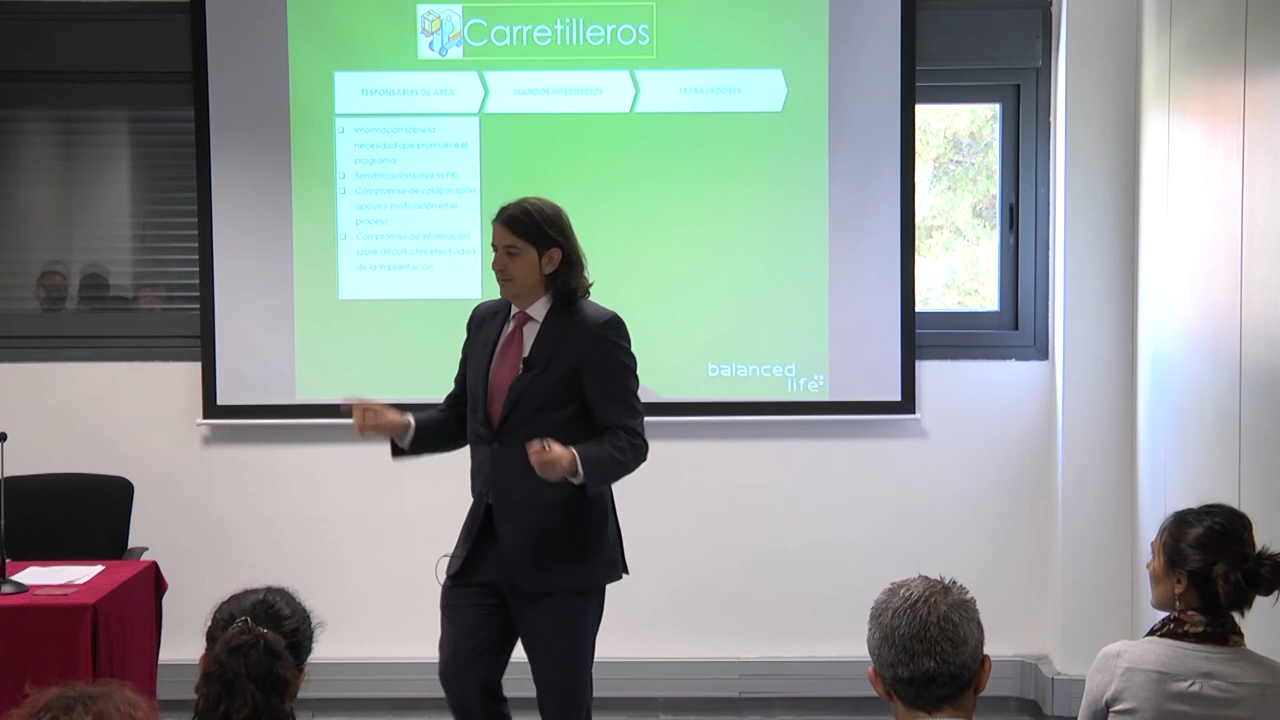 Carretilleros
RESPONSABLES DE ÁREA
MANDOS INTERMEDIOS
TRABAJADORES
Información sobre la
necesidad que promueve el
programa
Sensibilización sobre la PRL
Compromiso de colaboración,
apoyo y motivación en el
proceso
Compromiso de información
sobre dificultades efectividad
de la implantación
balanced
life